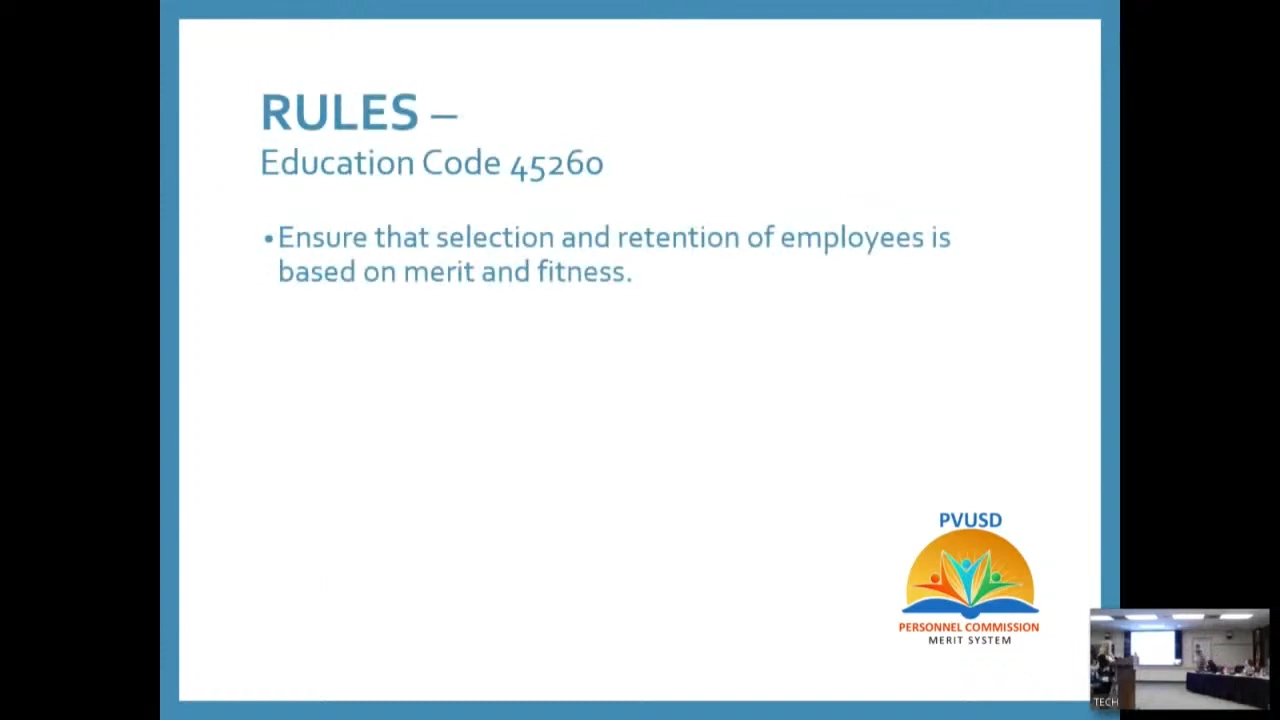 RULES –
Education Code 45260
• Ensure that selection and retention of employees is
based on merit and fitness.
PVUSD
PERSONNEL COMMISSION
MERIT SYSTEM
TECH